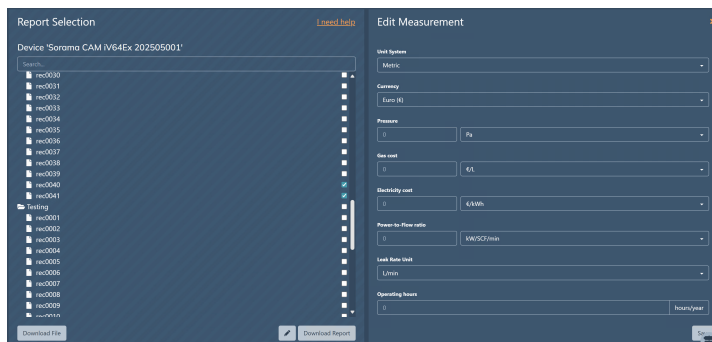 Report Selection
I need help
Device 'Sorama CAM iV64Ex 202505001'
Search...
rec0030
rec0031
rec0032
rec0033
rec0034
rec0035
rec0036
rec0037
rec0038
rec0039
rec0040
rec0041
Testing
rec0001
rec0002
rec0003
rec0004
rec0005
rec0006
rec0007
rec0008
rec0009
rec0010
Download File
Download Report
Edit Measurement
Unit System
Metric
Currency
Euro (€)
Pressure
0 Pa
Gas cost
0 €/L
Electricity cost
0 €/kWh
Power-to-Flow ratio
0 kW/SCF/min
Leak Rate Unit
L/min
Operating hours
0 hours/year